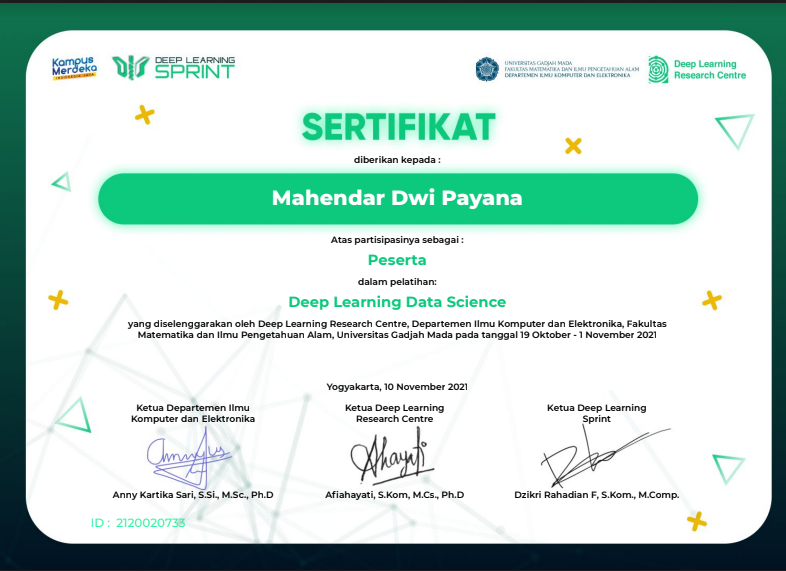 Kampus
Merdeka
INDONESIA JAYA
DEEP LEARNING
SPRINT
UNIVERSITAS GADJAH MADA
FAKULTAS MATEMATIKA DAN ILMU PENGETAHUAN ALAM
DEPARTEMEN ILMU KOMPUTER DAN ELEKTRONIKA
Deep Learning
Research Centre
SERTIFIKAT
diberikan kepada :
Mahendar Dwi Payana
Atas partisipasinya sebagai :
Peserta
dalam pelatihan:
Deep Learning Data Science
yang diselenggarakan oleh Deep Learning Research Centre, Departemen Ilmu Komputer dan Elektronika, Fakultas
Matematika dan Ilmu Pengetahuan Alam, Universitas Gadjah Mada pada tanggal 19 Oktober - 1 November 2021
Yogyakarta, 10 November 2021
Ketua Departemen Ilmu
Komputer dan Elektronika
Ketua Deep Learning
Research Centre
Ketua Deep Learning
Sprint
Anny Kartika Sari, S.Si., M.Sc., Ph.D
Afiahayati, S.Kom, M.Cs., Ph.D
Dzikri Rahadian F, S.Kom., M.Comp.
ID : 2120020733